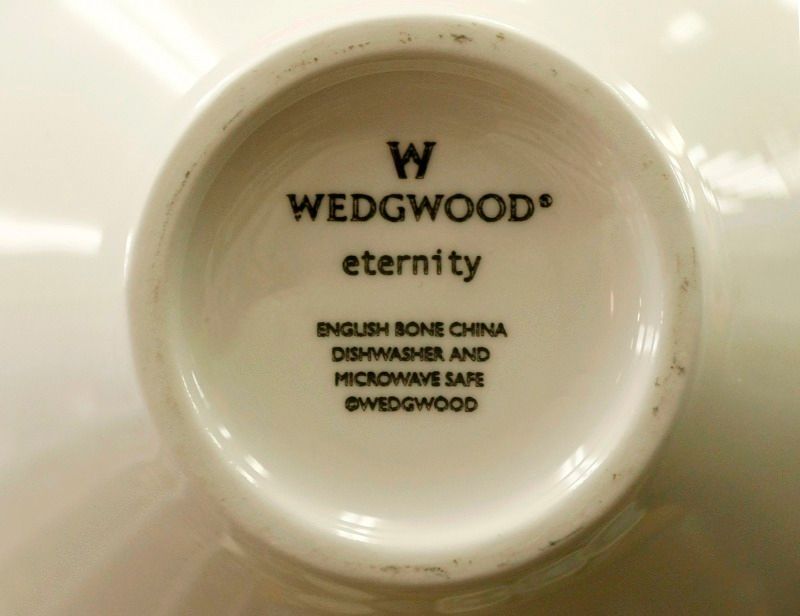 W
WEDGWOOD®
eternity
ENGLISH BONE CHINA
DISHWASHER AND
MICROWAVE SAFE
©WEDGWOOD